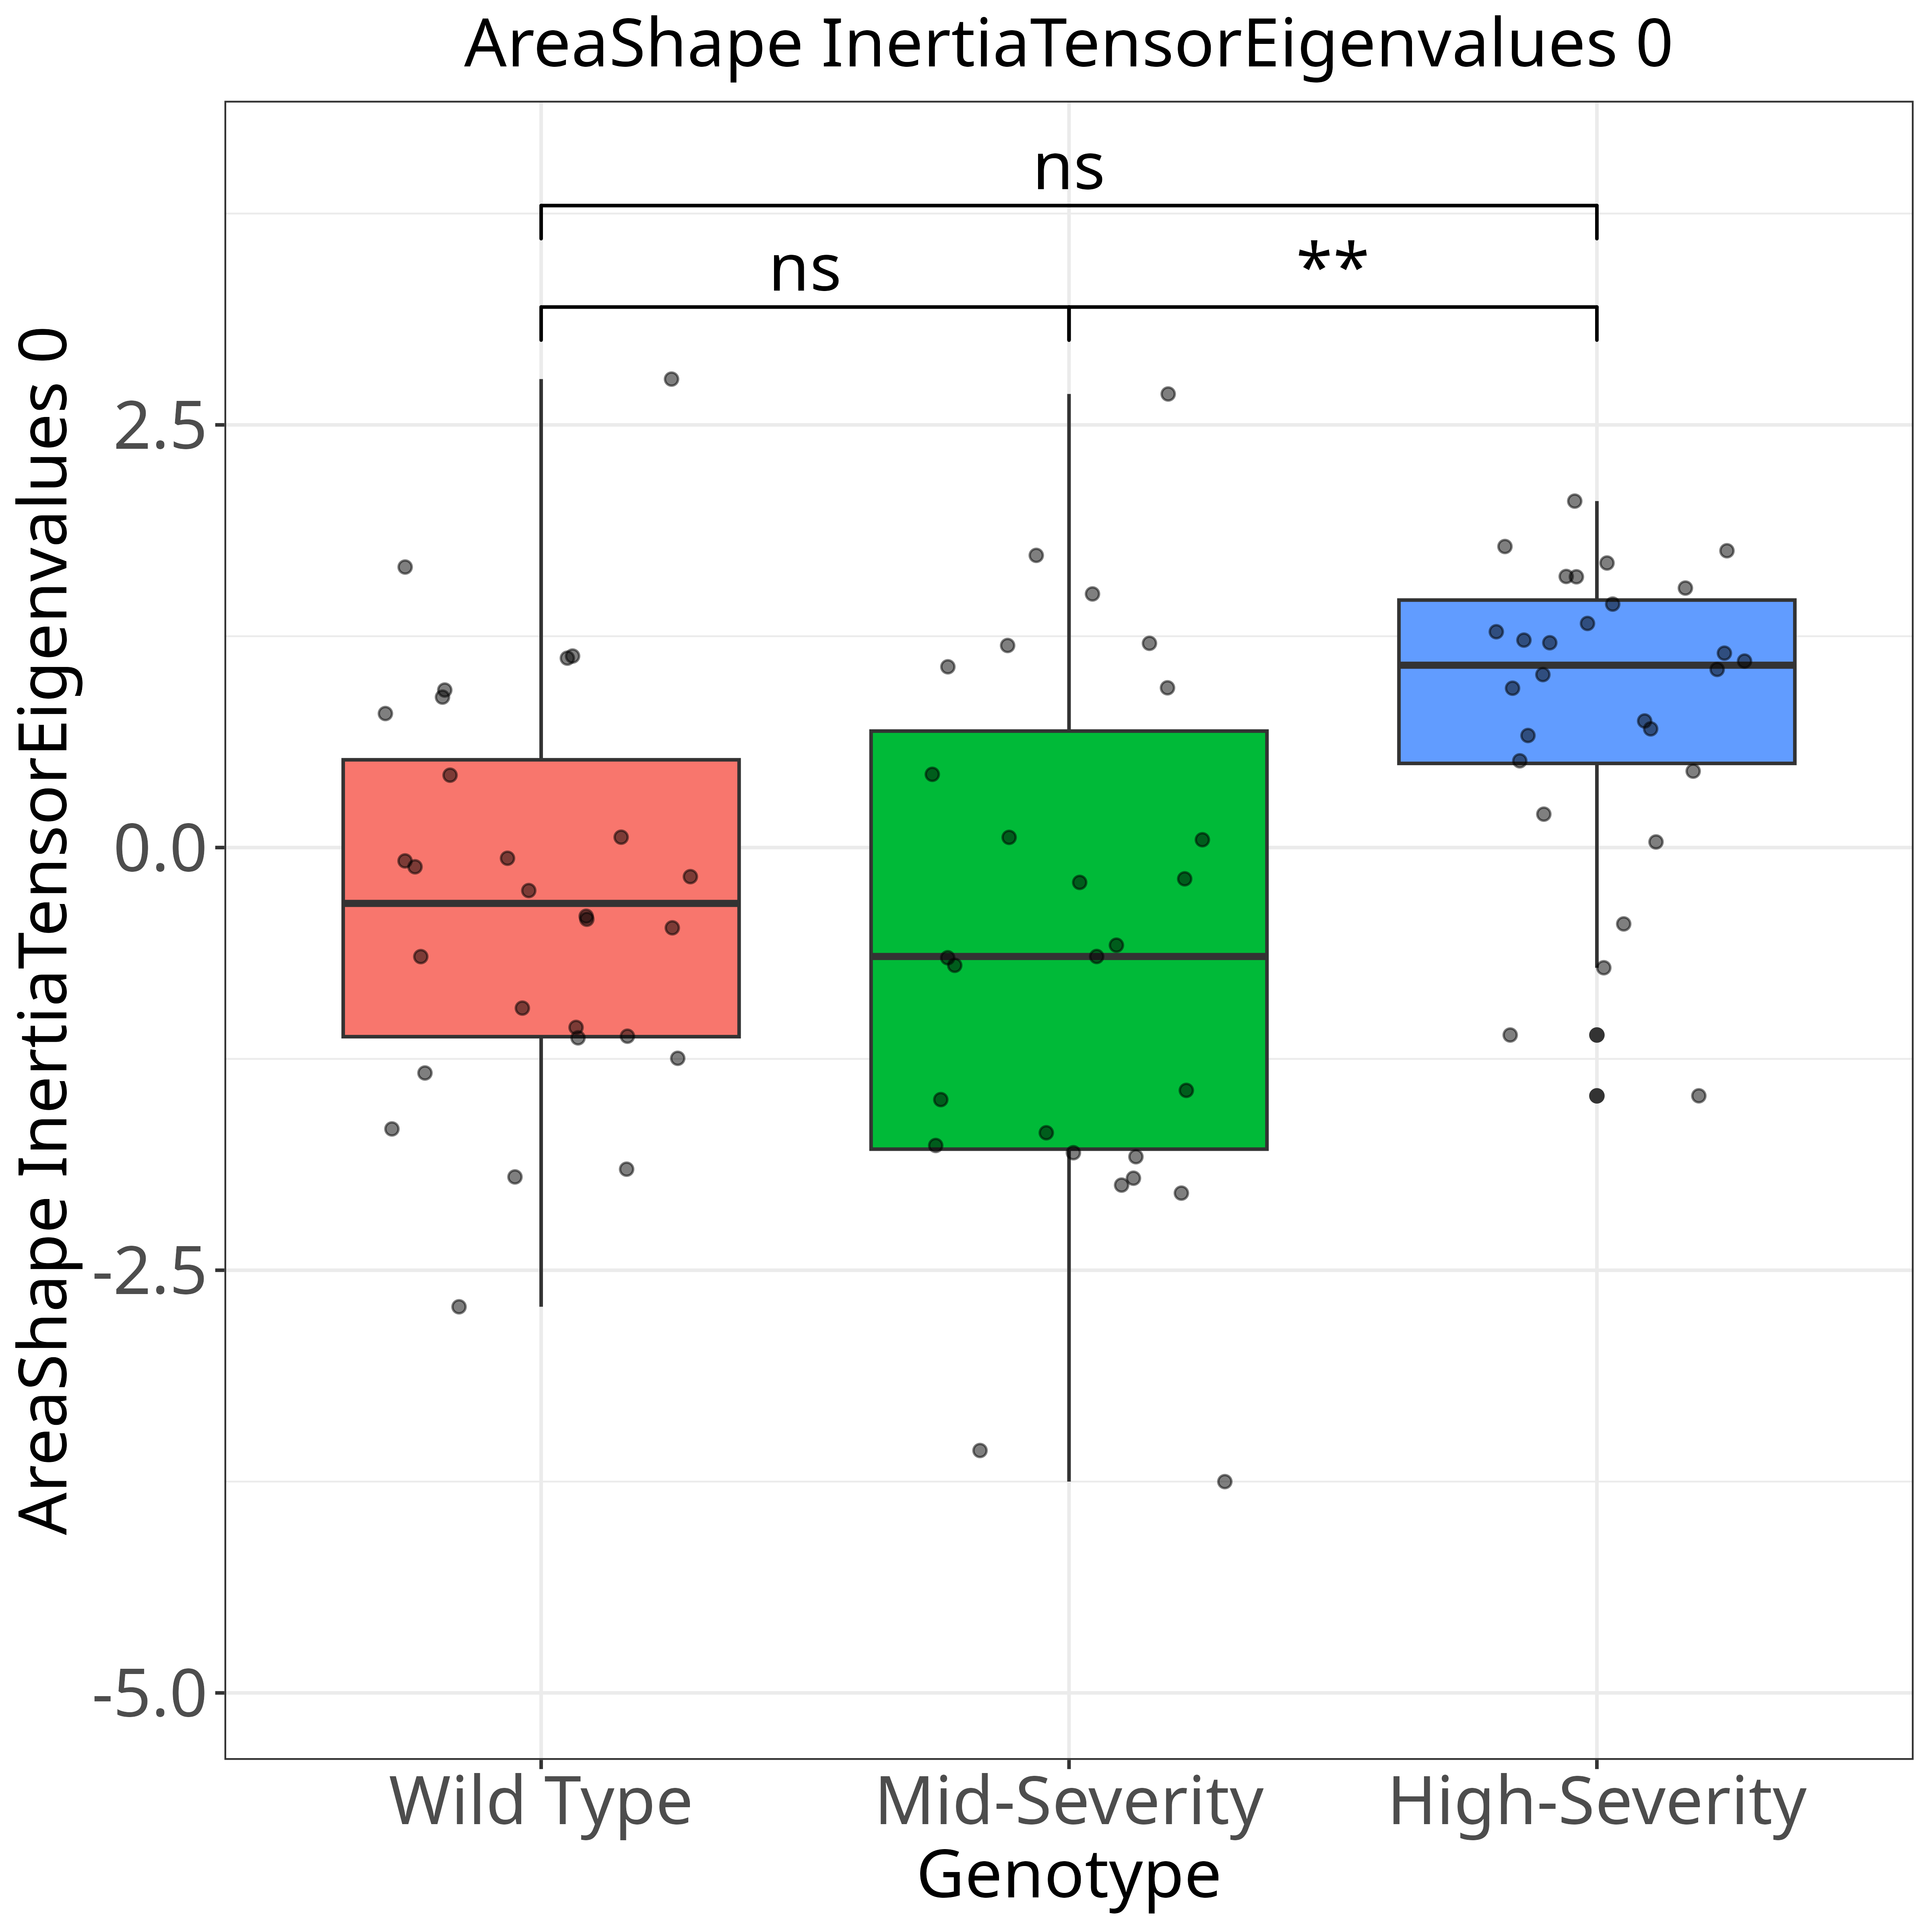 AreaShape InertiaTensorEigenvalues 0
ns
ns
**
AreaShape InertiaTensorEigenvalues 0
2.5
0.0
-2.5
-5.0
Wild Type
Mid-Severity
High-Severity
Genotype